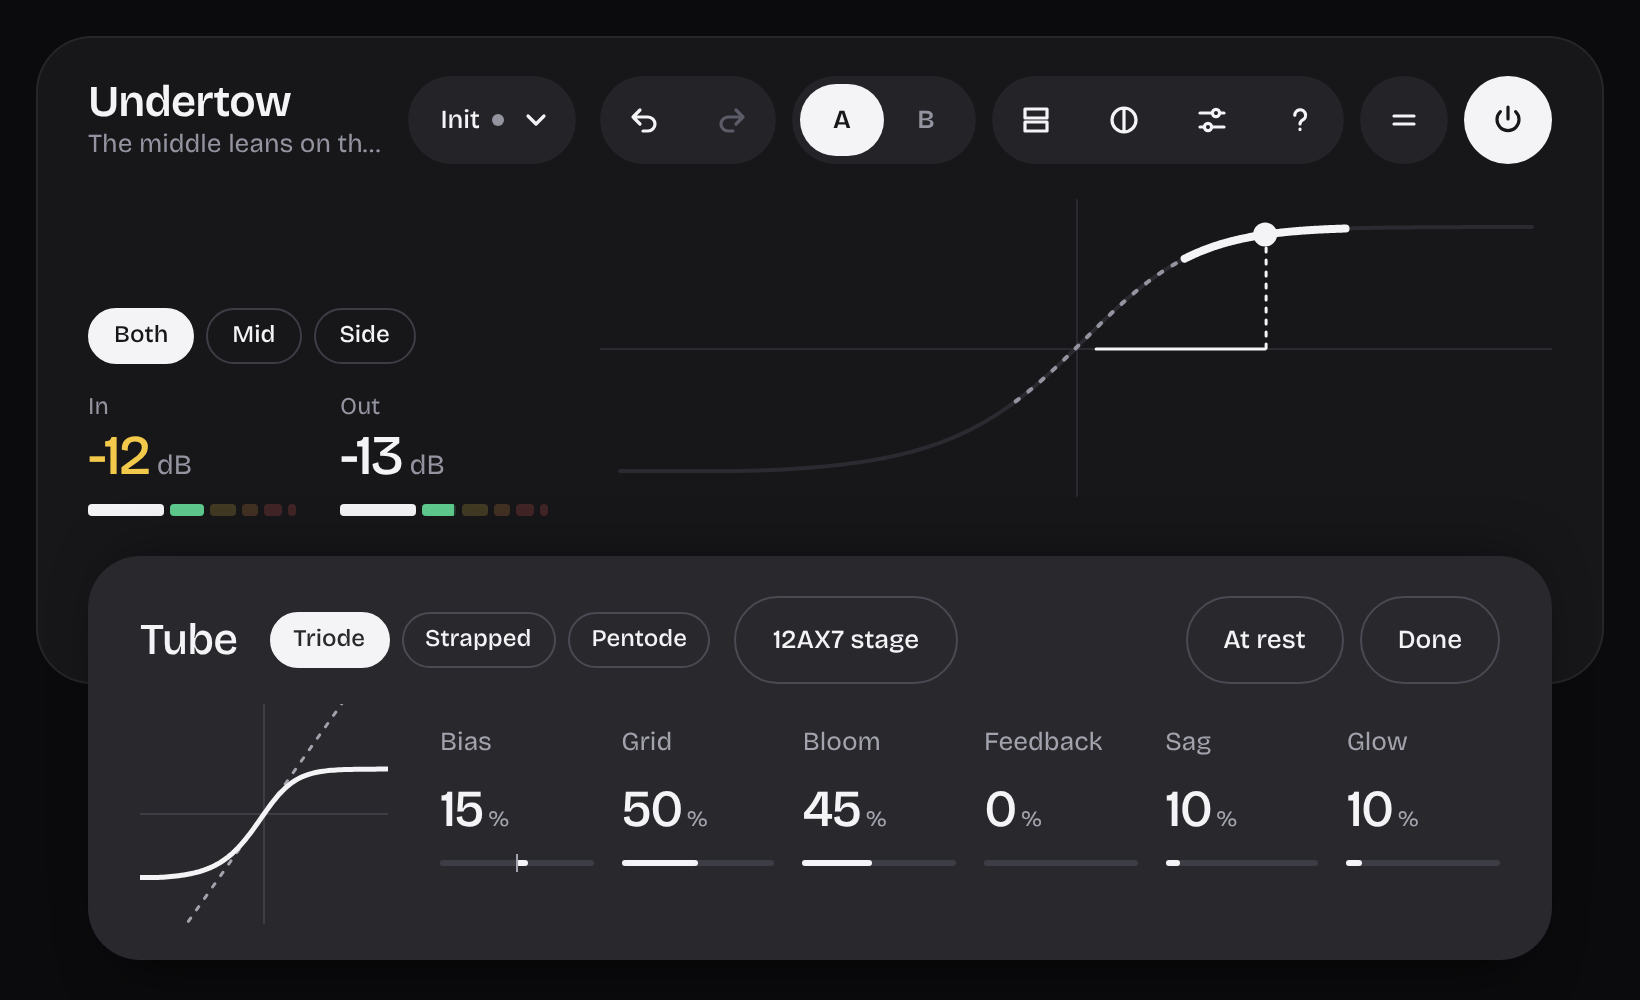 Undertow
The middle leans on th...
Init
A
B
?
Both
Mid
Side
In
Out
-12 dB
-13 dB
Tube
Triode
Strapped
Pentode
12AX7 stage
At rest
Done
Bias
Grid
Bloom
Feedback
Sag
Glow
15 %
50 %
45 %
0 %
10 %
10 %